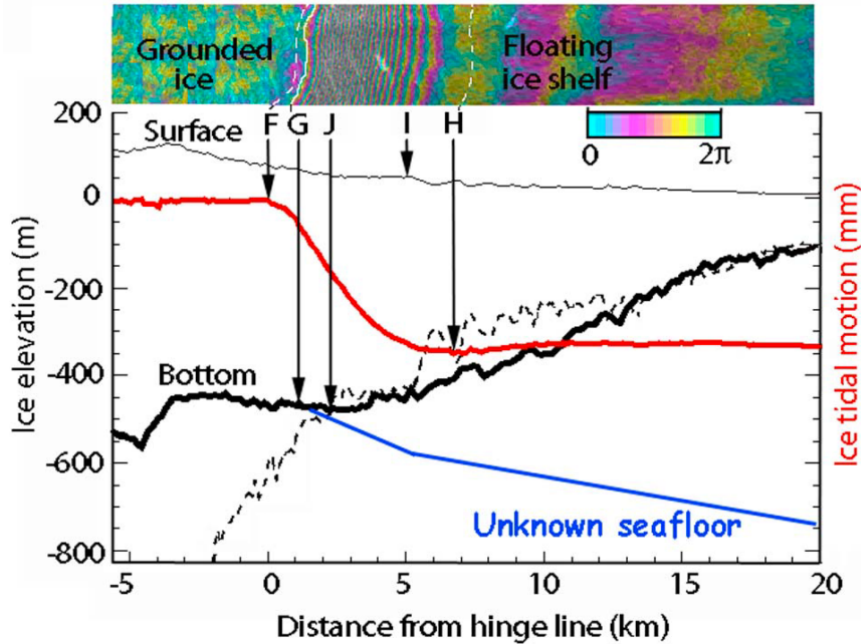 Grounded
ice
Floating
ice shelf
F G J I H
Surface
0 2π
200
0
-200
-400
-600
-800
Ice elevation (m)
Ice tidal motion (mm)
Bottom
Unknown seafloor
-5 0 5 10 15 20
Distance from hinge line (km)